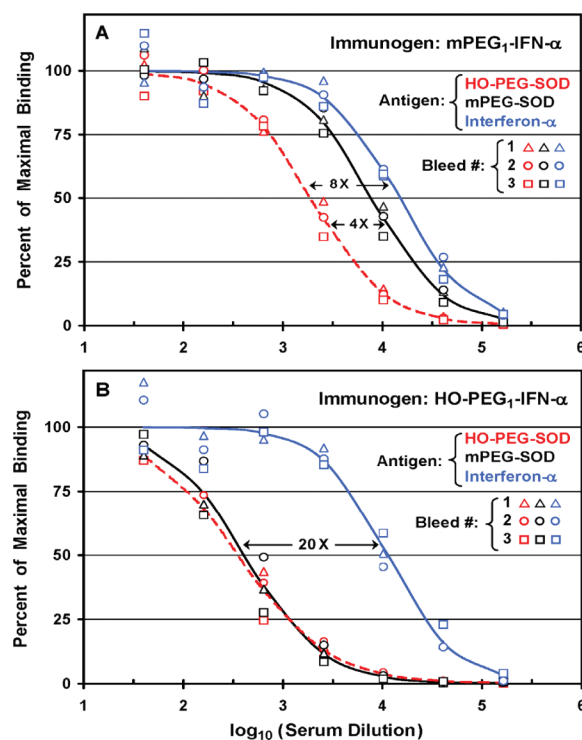 A
Immunogen: mPEG₁-IFN-α
HO-PEG-SOD
Antigen: mPEG-SOD
Interferon-α
1
Bleed #: 2
3
8X
4X
Percent of Maximal Binding
100
75
50
25
0
1 2 3 4 5 6
B
Immunogen: HO-PEG₁-IFN-α
HO-PEG-SOD
Antigen: mPEG-SOD
Interferon-α
1
Bleed #: 2
3
20 X
Percent of Maximal Binding
100
75
50
25
0
1 2 3 4 5 6
log₁₀ (Serum Dilution)